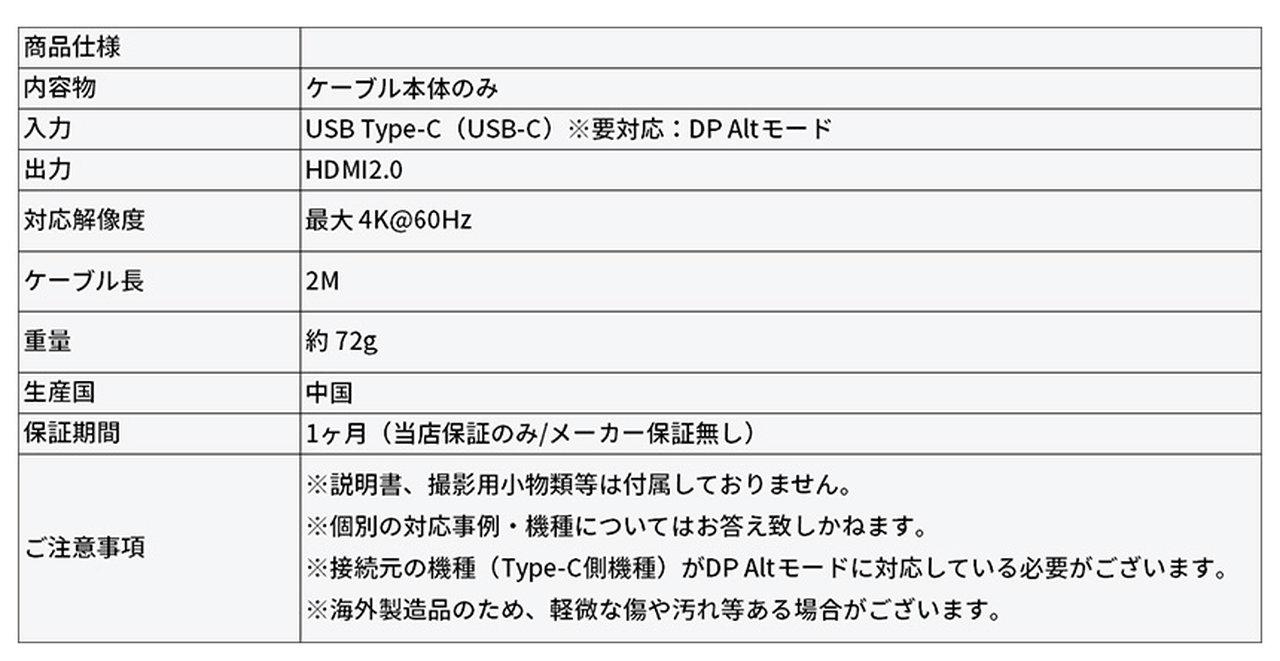 商品仕様
内容物 ケーブル本体のみ
入力 USB Type-C（USB-C）※要対応：DP Altモード
出力 HDMI2.0
対応解像度 最大 4K@60Hz
ケーブル長 2M
重量 約 72g
生産国 中国
保証期間 1ヶ月（当店保証のみ/メーカー保証無し）
ご注意事項
※説明書、撮影用小物類等は付属しておりません。
※個別の対応事例・機種についてはお答え致しかねます。
※接続元の機種（Type-C側機種）がDP Altモードに対応している必要がございます。
※海外製造品のため、軽微な傷や汚れ等ある場合がございます。